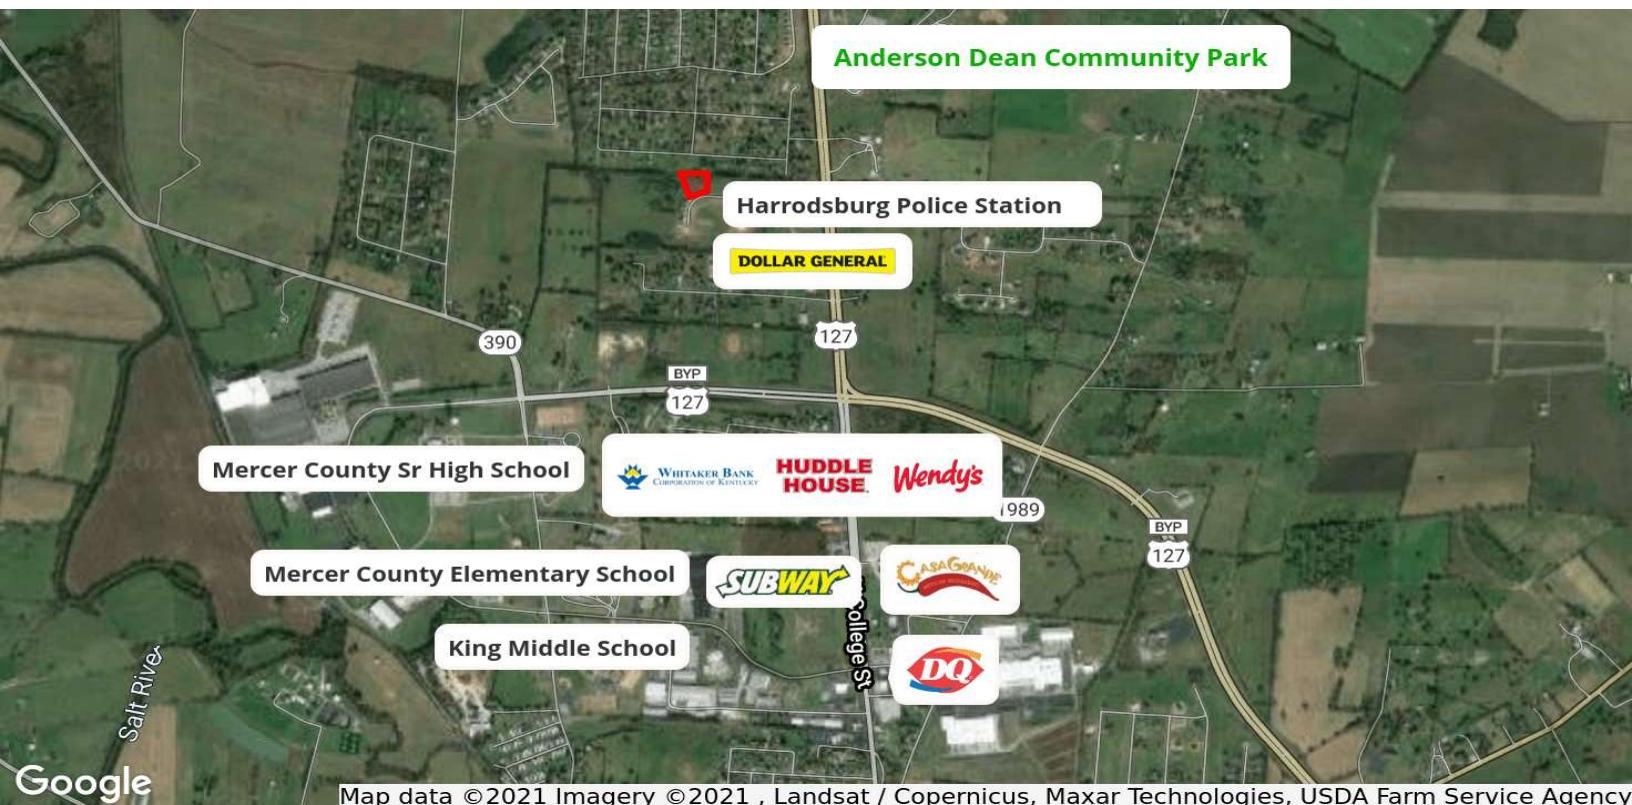 Anderson Dean Community Park
Harrodsburg Police Station
DOLLAR GENERAL
127
390
BYP
127
Mercer County Sr High School
WHITAKER BANK
CORPORATION OF KENTUCKY
HUDDLE
HOUSE
Wendy's
1989
BYP
127
Mercer County Elementary School
SUBWAY
CASA GRANDE
College St
King Middle School
DQ
Salt River
Google
Map data ©2021 Imagery ©2021 , Landsat / Copernicus, Maxar Technologies, USDA Farm Service Agency